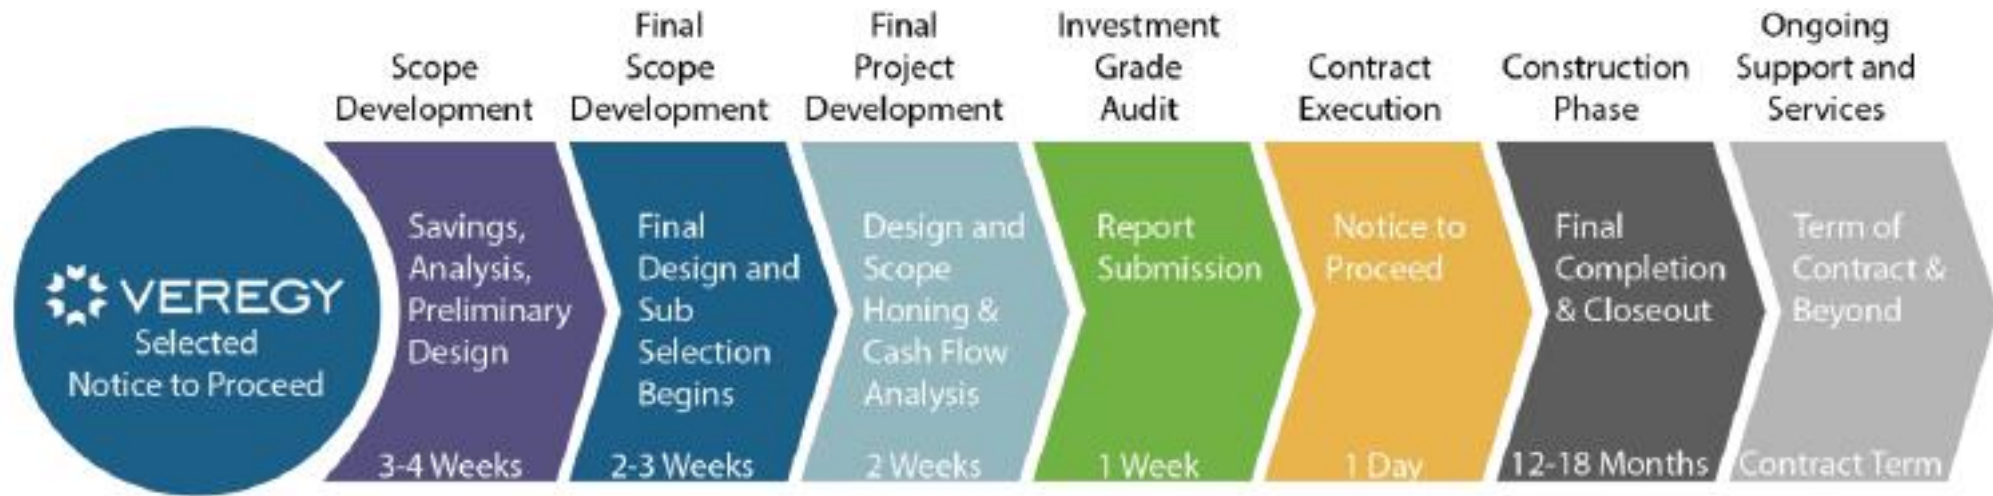 VEREGY
Selected
Notice to Proceed
Scope
Development
Savings,
Analysis,
Preliminary
Design
3-4 Weeks
Final
Scope
Development
Final
Design and
Sub
Selection
Begins
2-3 Weeks
Final
Project
Development
Design and
Scope
Honing &
Cash Flow
Analysis
2 Weeks
Investment
Grade
Audit
Report
Submission
1 Week
Contract
Execution
Notice to
Proceed
1 Day
Construction
Phase
Final
Completion
& Closeout
12-18 Months
Ongoing
Support and
Services
Term of
Contract &
Beyond
Contract Term